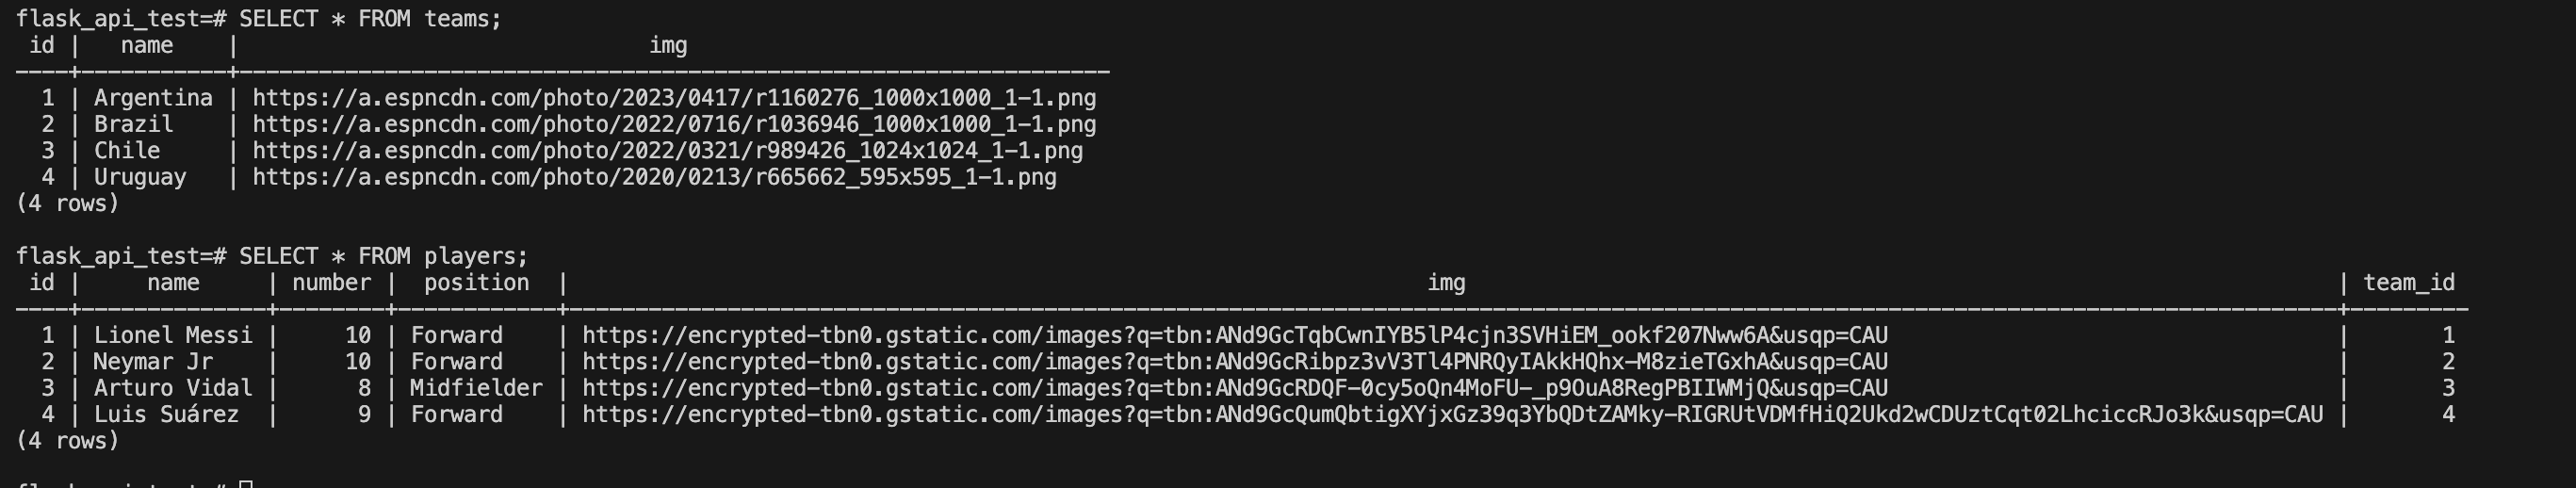 flask_api_test=# SELECT * FROM teams;
 id |   name    |                               img
----+-----------+------------------------------------------------------------------
  1 | Argentina | https://a.espncdn.com/photo/2023/0417/r1160276_1000x1000_1-1.png
  2 | Brazil    | https://a.espncdn.com/photo/2022/0716/r1036946_1000x1000_1-1.png
  3 | Chile     | https://a.espncdn.com/photo/2022/0321/r989426_1024x1024_1-1.png
  4 | Uruguay   | https://a.espncdn.com/photo/2020/0213/r665662_595x595_1-1.png
(4 rows)

flask_api_test=# SELECT * FROM players;
 id |     name     | number |  position  | img | team_id
----+--------------+--------+------------+-----+---------
  1 | Lionel Messi |     10 | Forward    | https://encrypted-tbn0.gstatic.com/images?q=tbn:ANd9GcTqbCwnIYB5lP4cjn3SVHiEM_ookf207Nww6A&usqp=CAU | 1
  2 | Neymar Jr    |     10 | Forward    | https://encrypted-tbn0.gstatic.com/images?q=tbn:ANd9GcRibpz3vV3Tl4PNRQyIAkkHQhx-M8zieTGxhA&usqp=CAU | 2
  3 | Arturo Vidal |      8 | Midfielder | https://encrypted-tbn0.gstatic.com/images?q=tbn:ANd9GcRDQF-0cy5oQn4MoFU-_p9OuA8RegPBIIWMjQ&usqp=CAU | 3
  4 | Luis Suárez  |      9 | Forward    | https://encrypted-tbn0.gstatic.com/images?q=tbn:ANd9GcQumQbtigXYjxGz39q3YbQDtZAMky-RIGRUtVDMfHiQ2Ukd2wCDUztCqt02LhciccRJo3k&usqp=CAU | 4
(4 rows)

flask_api_test=#